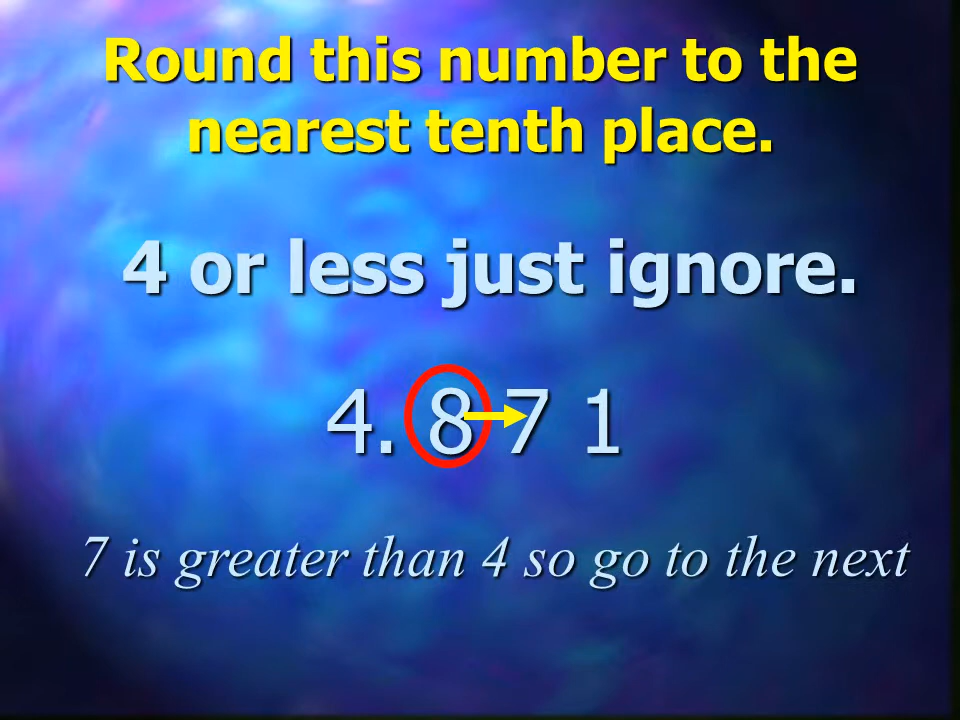 Round this number to the
nearest tenth place.
4 or less just ignore.
4. 8 7 1
7 is greater than 4 so go to the next